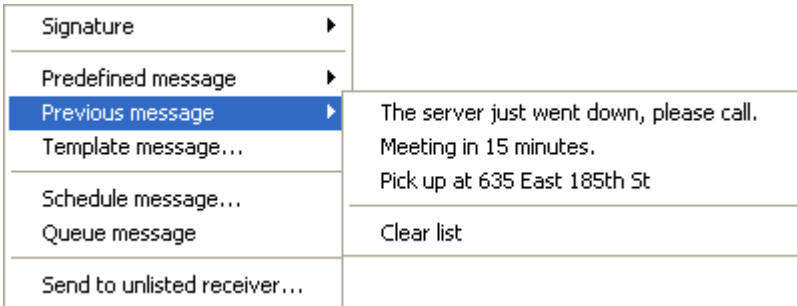 Signature
Predefined message
Previous message
Template message...
Schedule message...
Queue message
Send to unlisted receiver...
The server just went down, please call.
Meeting in 15 minutes.
Pick up at 635 East 185th St
Clear list